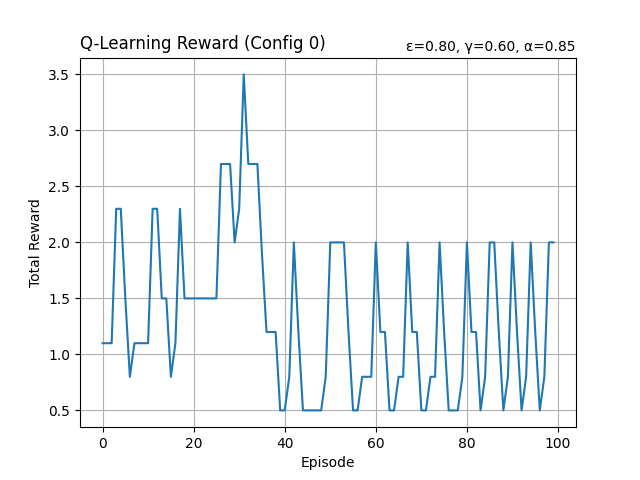 Q-Learning Reward (Config 0)
ε=0.80, γ=0.60, α=0.85
Total Reward
3.5
3.0
2.5
2.0
1.5
1.0
0.5
0 20 40 60 80 100
Episode